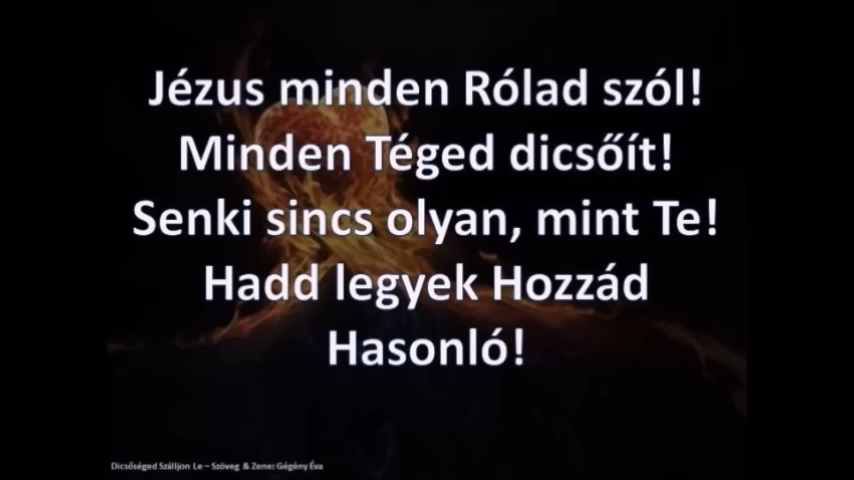 Jézus minden Rólad szól!
Minden Téged dicsőít!
Senki sincs olyan, mint Te!
Hadd legyek Hozzád
Hasonló!
Dicsőséged Szálljon Le – Szöveg & Zene: Gégény Éva